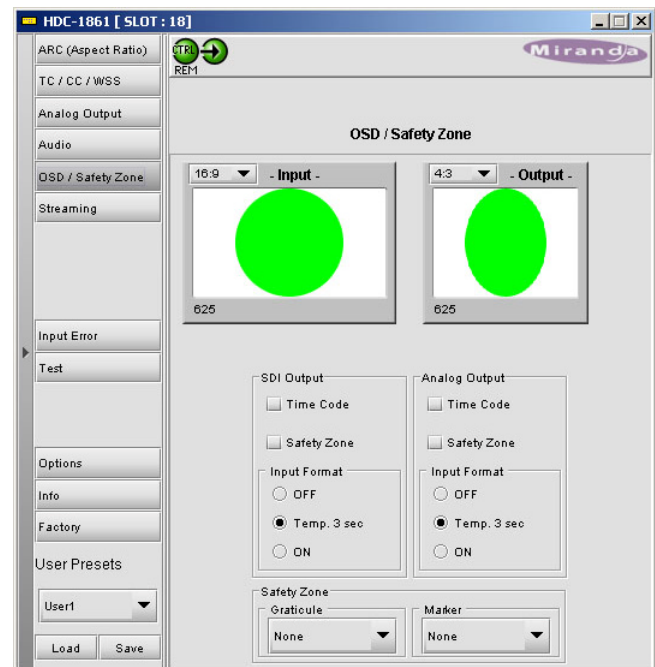 HDC-1861 [ SLOT : 18]
ARC (Aspect Ratio)
TC / CC / WSS
Analog Output
Audio
OSD / Safety Zone
Streaming
Input Error
Test
Options
Info
Factory
User Presets
User1
Load Save
CTRL
REM
Miranda
OSD / Safety Zone
16:9 - Input -
625
4:3 - Output -
625
SDI Output
Time Code
Safety Zone
Input Format
OFF
Temp. 3 sec
ON
Analog Output
Time Code
Safety Zone
Input Format
OFF
Temp. 3 sec
ON
Safety Zone
Graticule
None
Marker
None